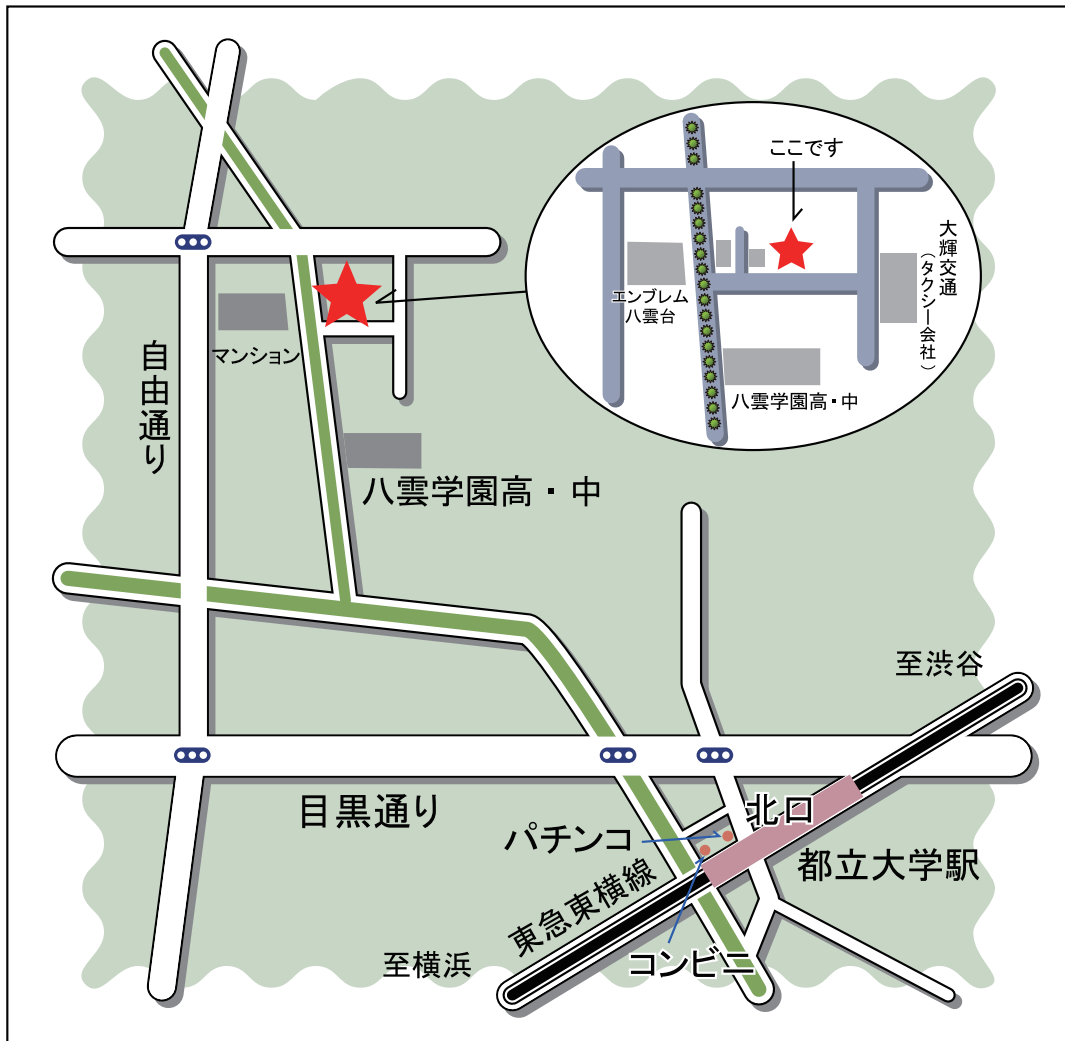 ここです
大輝交通
（タクシー会社）
エンブレム
八雲台
八雲学園高・中
マンション
自由通り
八雲学園高・中
至渋谷
目黒通り
北口
パチンコ
都立大学駅
東急東横線
コンビニ
至横浜